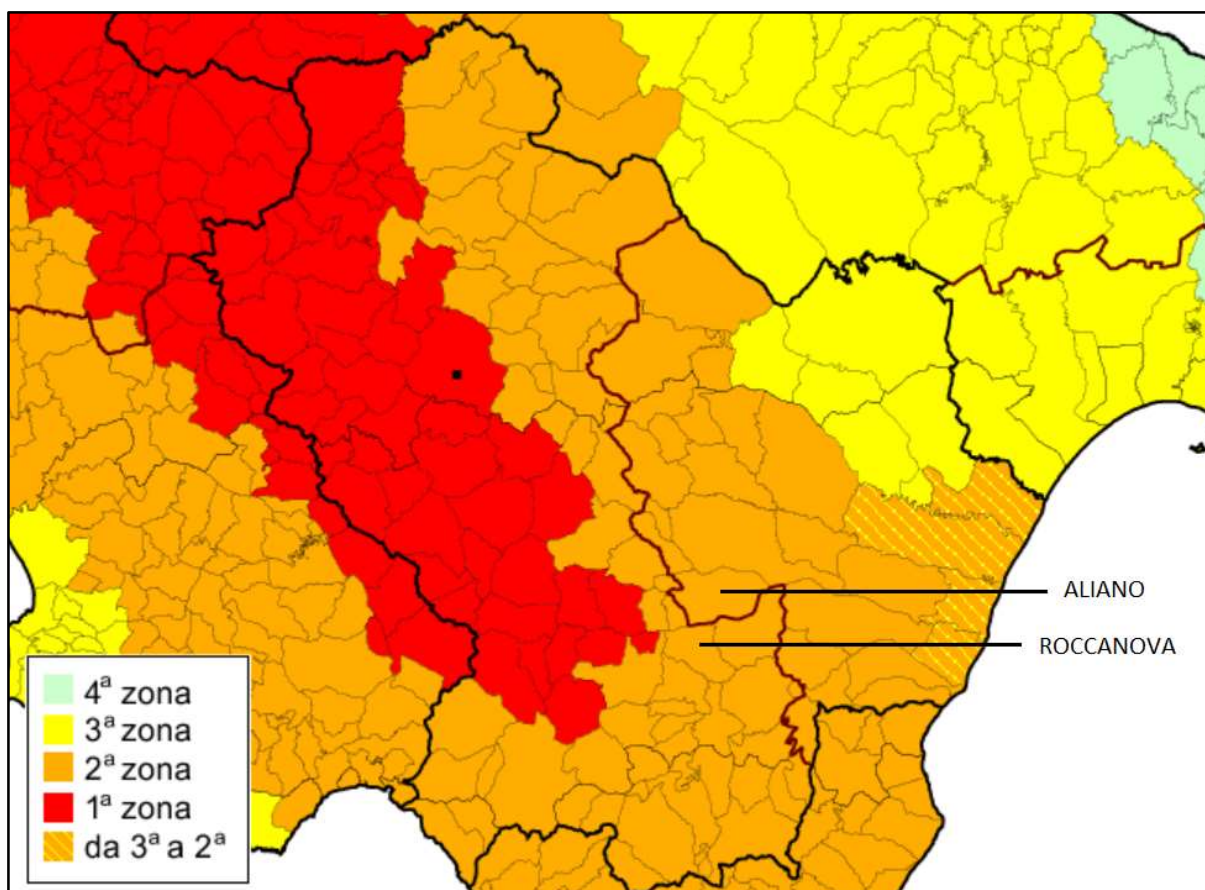 ALIANO
ROCCANOVA
4ª zona
3ª zona
2ª zona
1ª zona
da 3ª a 2ª